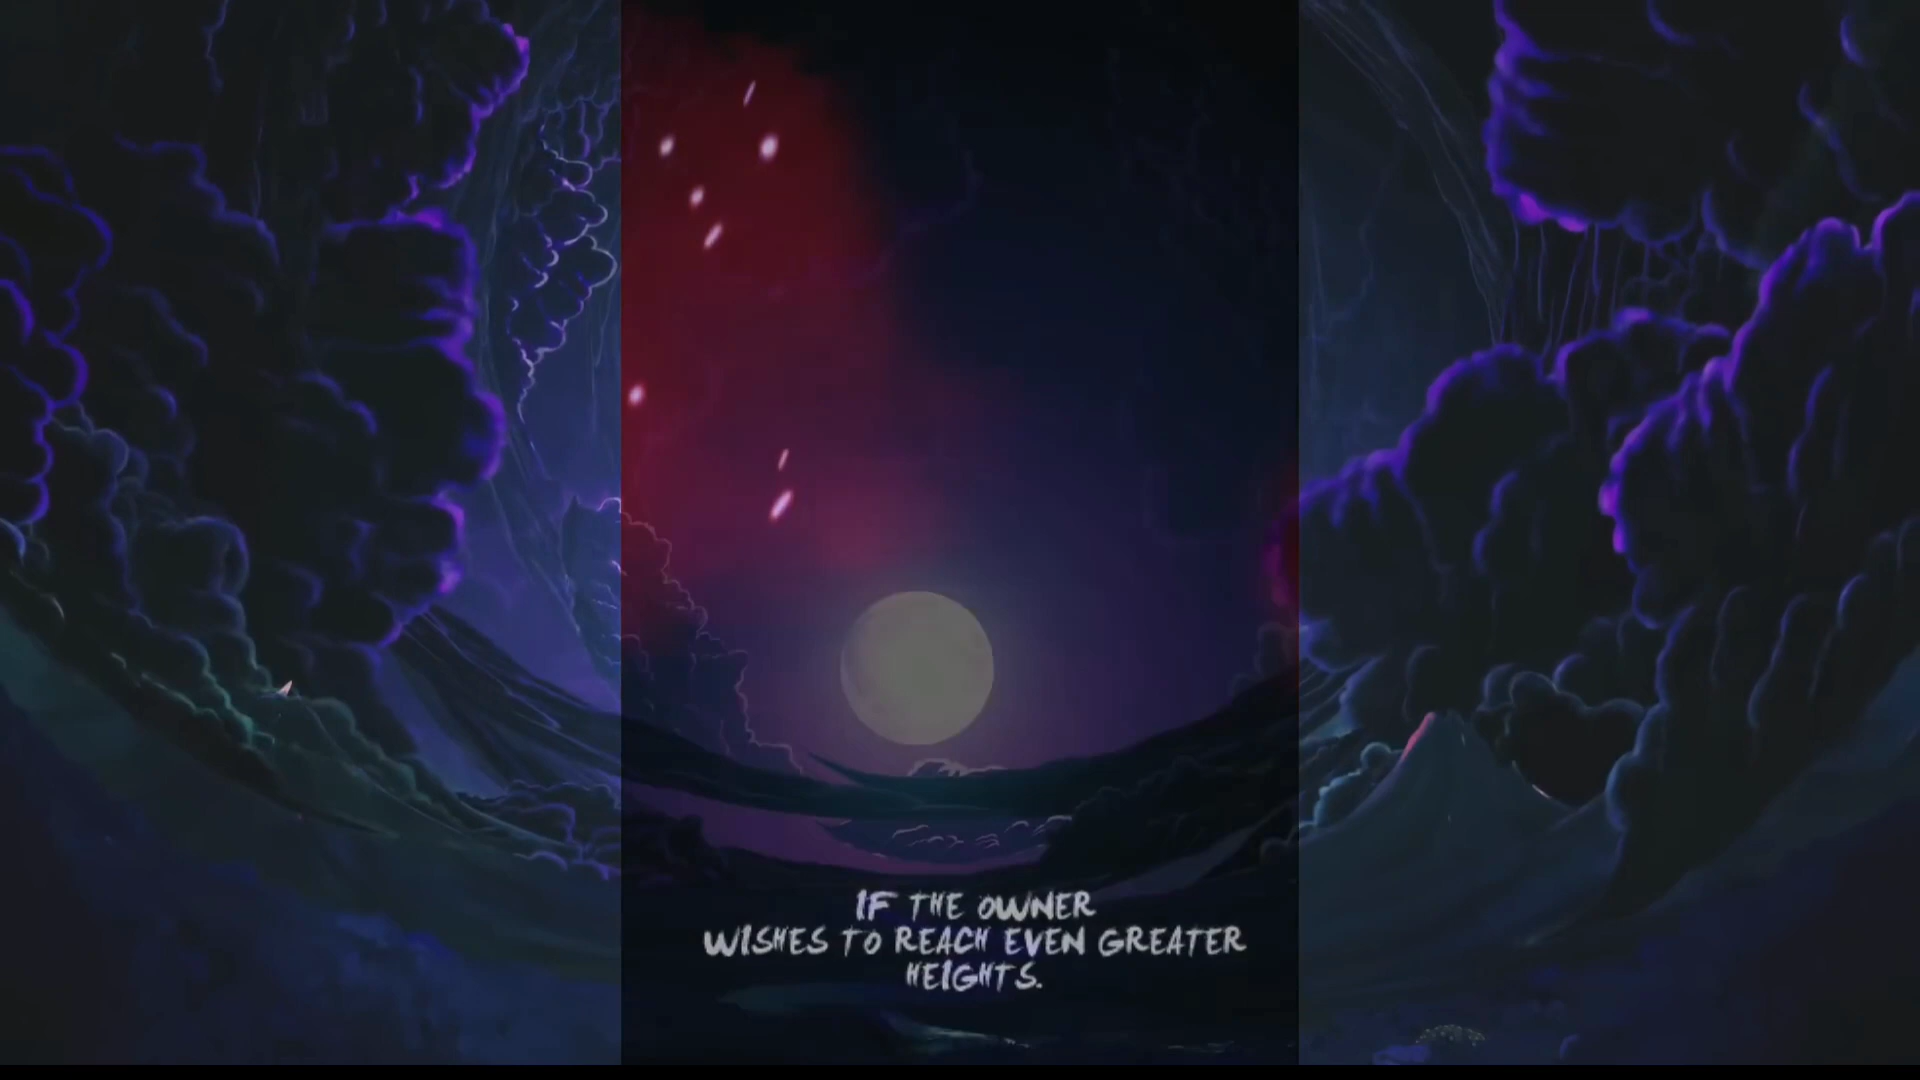 IF THE OWNER
WISHES TO REACH EVEN GREATER
HEIGHTS.